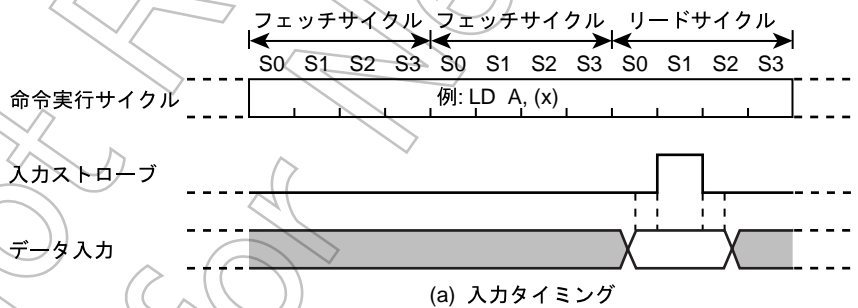 フェッチサイクル フェッチサイクル リードサイクル
S0 S1 S2 S3 S0 S1 S2 S3 S0 S1 S2 S3
命令実行サイクル 例: LD A, (x)
入力ストローブ
データ入力
(a) 入力タイミング